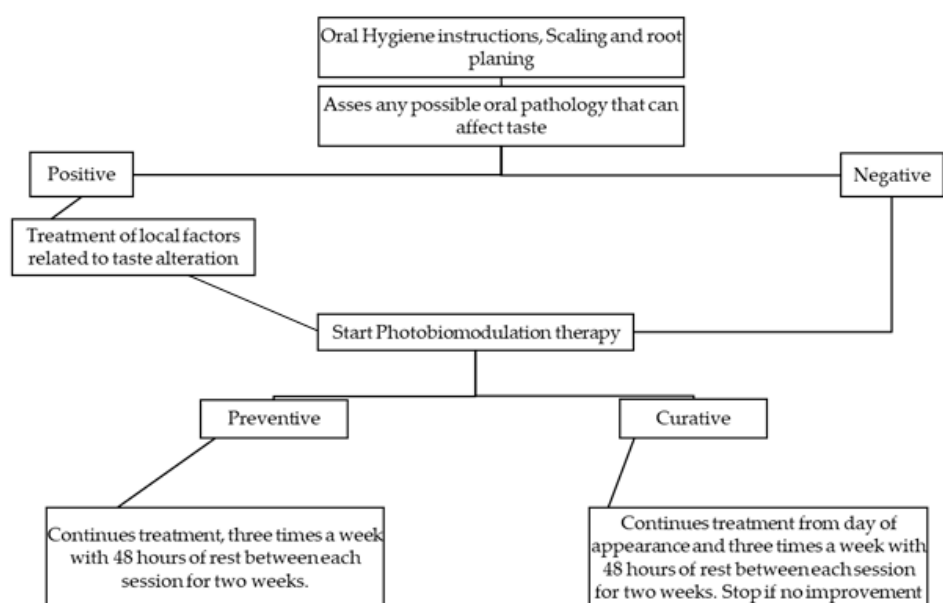 Oral Hygiene instructions, Scaling and root
planing
Asses any possible oral pathology that can
affect taste
Positive
Negative
Treatment of local factors
related to taste alteration
Start Photobiomodulation therapy
Preventive
Curative
Continues treatment, three times a week
with 48 hours of rest between each
session for two weeks.
Continues treatment from day of
appearance and three times a week with
48 hours of rest between each session
for two weeks. Stop if no improvement